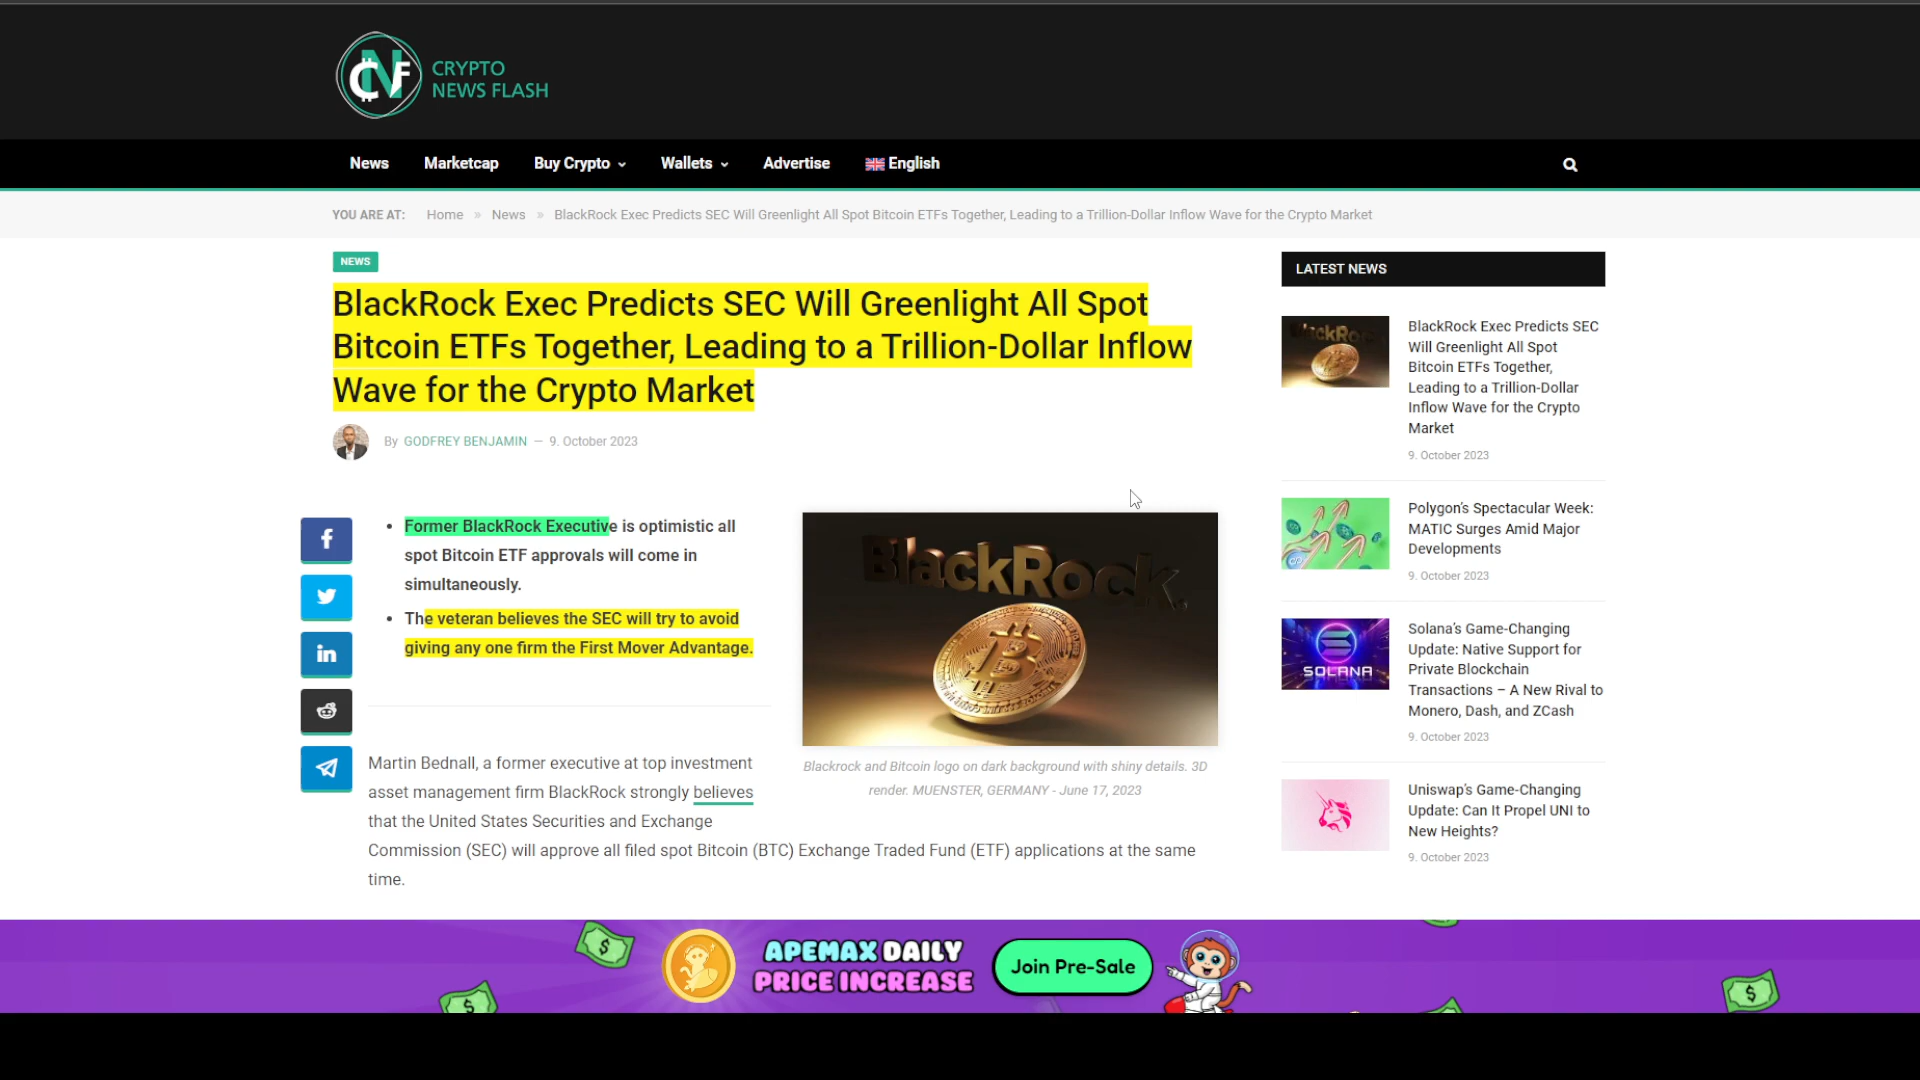 CNF
CRYPTO
NEWS FLASH
News
Marketcap
Buy Crypto
Wallets
Advertise
English
YOU ARE AT:
Home » News » BlackRock Exec Predicts SEC Will Greenlight All Spot Bitcoin ETFs Together, Leading to a Trillion-Dollar Inflow Wave for the Crypto Market
NEWS
BlackRock Exec Predicts SEC Will Greenlight All Spot
Bitcoin ETFs Together, Leading to a Trillion-Dollar Inflow
Wave for the Crypto Market
By GODFREY BENJAMIN — 9. October 2023
• Former BlackRock Executive is optimistic all
spot Bitcoin ETF approvals will come in
simultaneously.
• The veteran believes the SEC will try to avoid
giving any one firm the First Mover Advantage.
BlackRock.
Blackrock and Bitcoin logo on dark background with shiny details. 3D
render. MUENSTER, GERMANY - June 17, 2023
Martin Bednall, a former executive at top investment
asset management firm BlackRock strongly believes
that the United States Securities and Exchange
Commission (SEC) will approve all filed spot Bitcoin (BTC) Exchange Traded Fund (ETF) applications at the same
time.
LATEST NEWS
BlackRock
BlackRock Exec Predicts SEC
Will Greenlight All Spot
Bitcoin ETFs Together,
Leading to a Trillion-Dollar
Inflow Wave for the Crypto
Market
9. October 2023
Polygon’s Spectacular Week:
MATIC Surges Amid Major
Developments
9. October 2023
SOLANA
Solana’s Game-Changing
Update: Native Support for
Private Blockchain
Transactions – A New Rival to
Monero, Dash, and ZCash
9. October 2023
Uniswap’s Game-Changing
Update: Can It Propel UNI to
New Heights?
9. October 2023
APEMAX DAILY
PRICE INCREASE
Join Pre-Sale